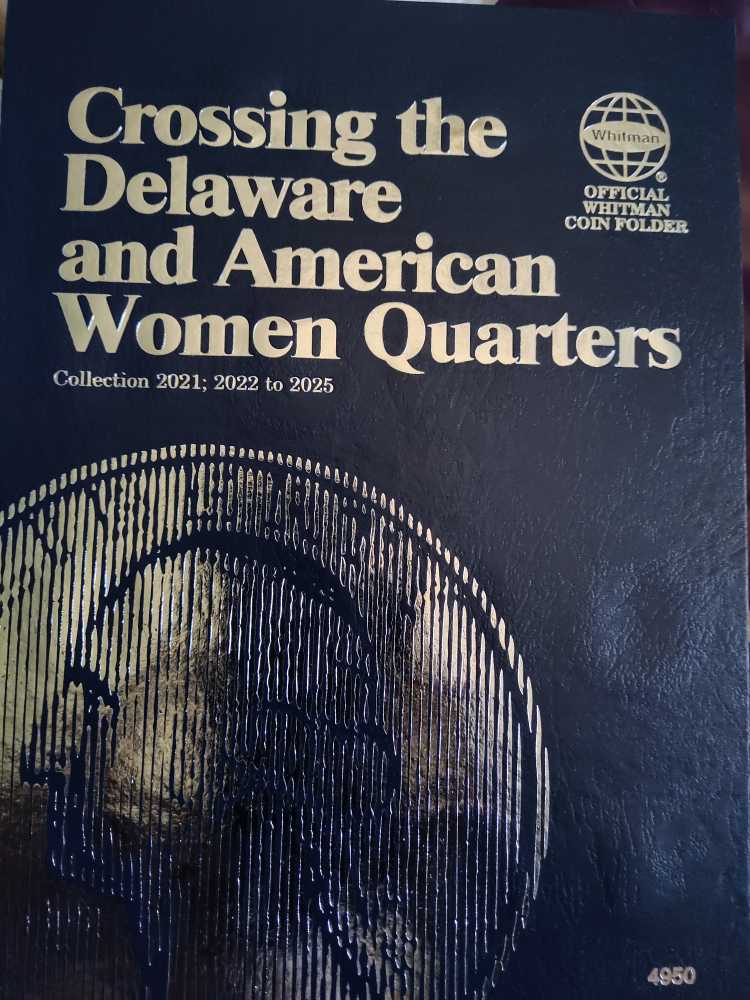 Crossing the
Delaware
and American
Women Quarters
Collection 2021; 2022 to 2025
Whitman
®
OFFICIAL
WHITMAN
COIN FOLDER
4950